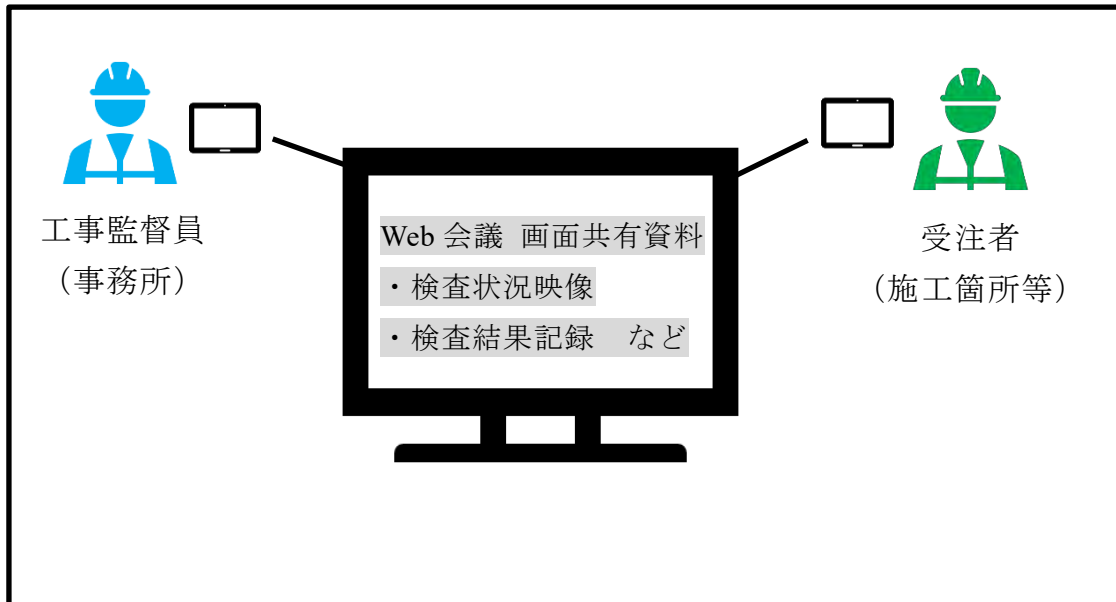 工事監督員
（事務所）
Web 会議 画面共有資料
・検査状況映像
・検査結果記録　など
受注者
（施工箇所等）